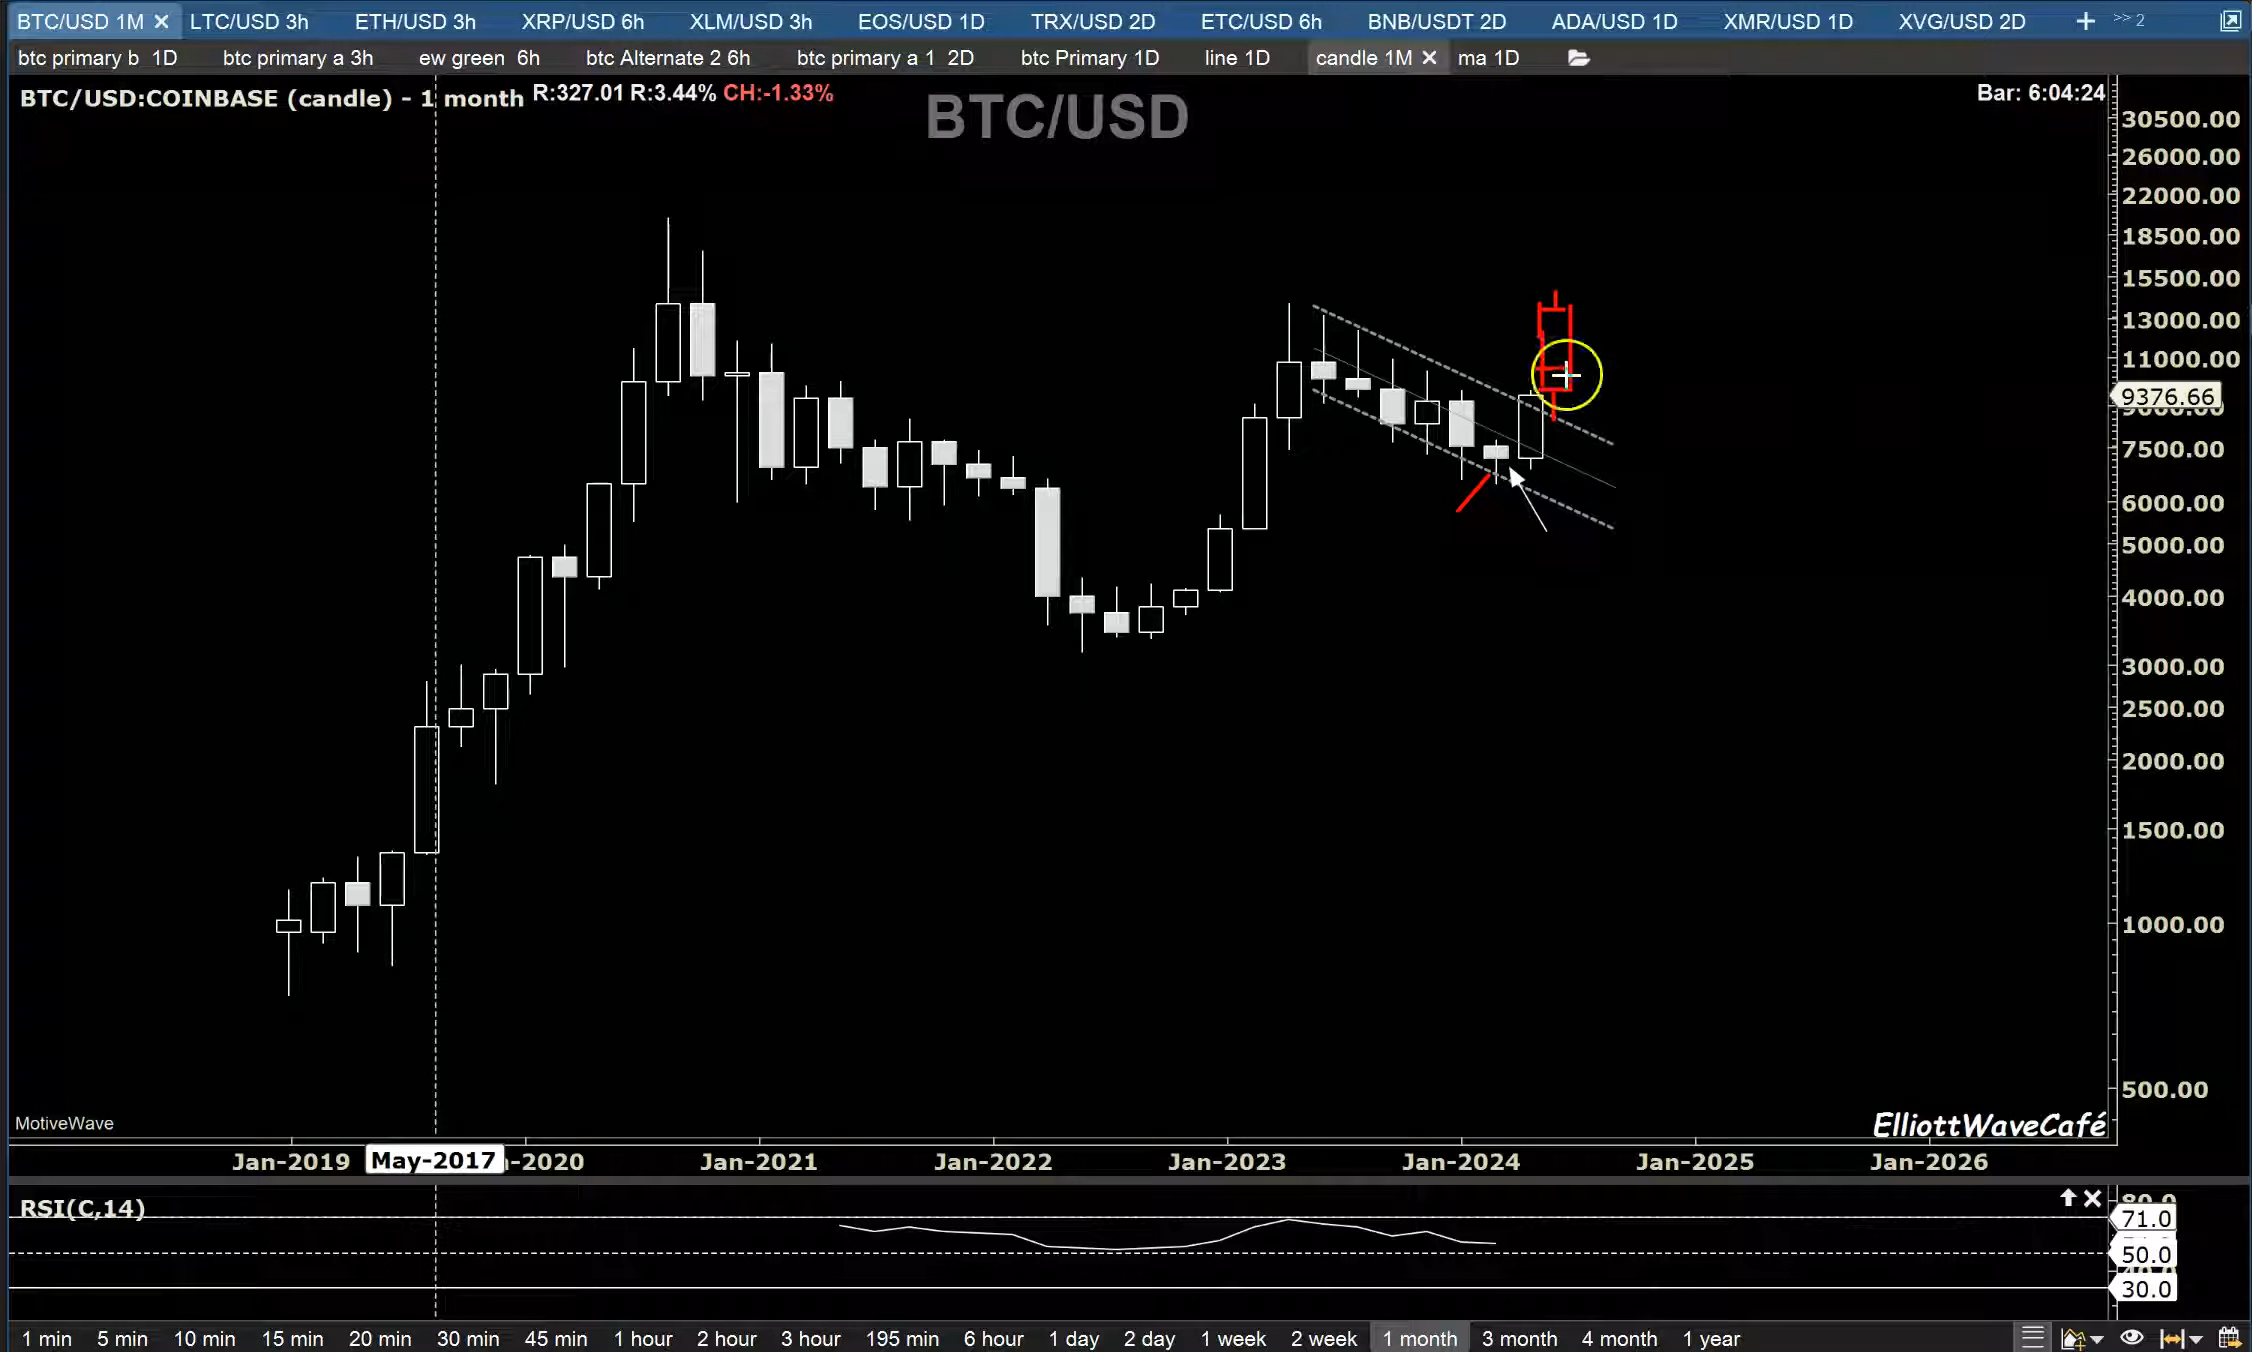 BTC/USD 1M LTC/USD 3h ETH/USD 3h XRP/USD 6h XLM/USD 3h EOS/USD 1D TRX/USD 2D ETC/USD 6h BNB/USDT 2D ADA/USD 1D XMR/USD 1D XVG/USD 2D + >> 2
btc primary b 1D btc primary a 3h ew green 6h btc Alternate 2 6h btc primary a 1 2D btc Primary 1D line 1D candle 1M ma 1D
BTC/USD:COINBASE (candle) - 1 month R:327.01 R:3.44% CH:-1.33%
BTC/USD
Bar: 6:04:24
30500.00
26000.00
22000.00
18500.00
15500.00
13000.00
11000.00
9376.66
9000.00
7500.00
6000.00
5000.00
4000.00
3000.00
2500.00
2000.00
1500.00
1000.00
500.00
MotiveWave
ElliottWaveCafé
Jan-2019 May-2017 n-2020 Jan-2021 Jan-2022 Jan-2023 Jan-2024 Jan-2025 Jan-2026
RSI(C,14)
80.0
71.0
50.0
40.0
30.0
1 min 5 min 10 min 15 min 20 min 30 min 45 min 1 hour 2 hour 3 hour 195 min 6 hour 1 day 2 day 1 week 2 week 1 month 3 month 4 month 1 year